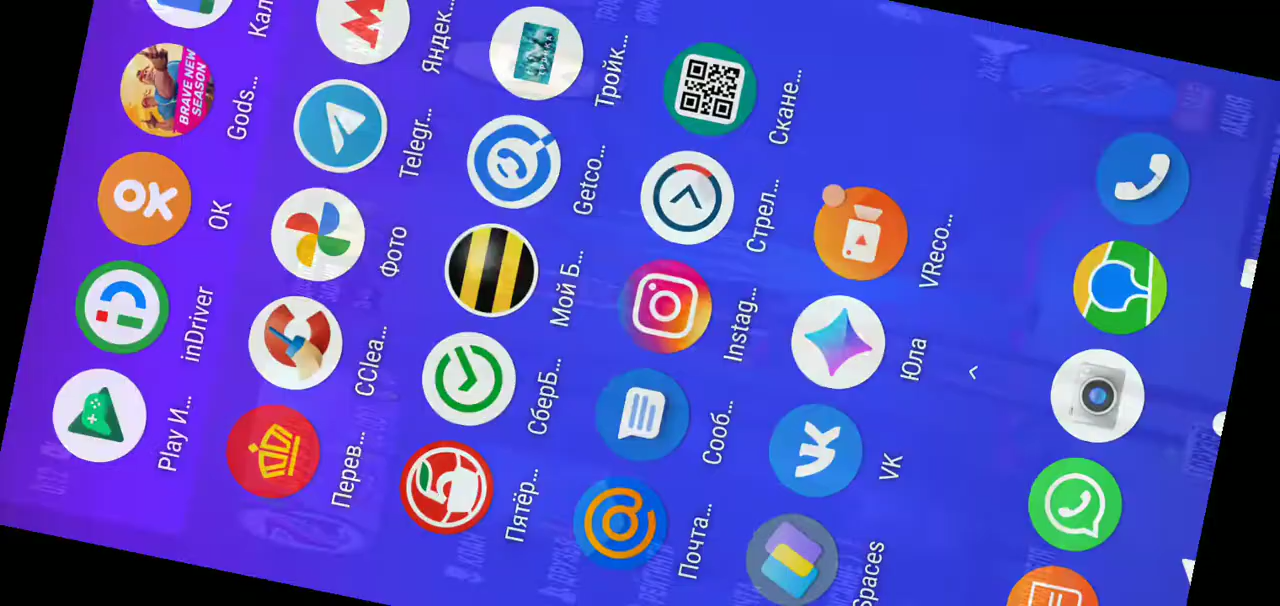 Play И...
inDriver
ОК
BRAVE NEW
SEASON
Gods...
Кал
Перев...
CClea...
Фото
Telegr...
Яндек...
Пятёр...
СберБ...
Мой Б...
Getco...
Тройк...
Почта...
Сооб...
Instag...
Стрел...
Скане...
Spaces
VK
Юла
VReco...